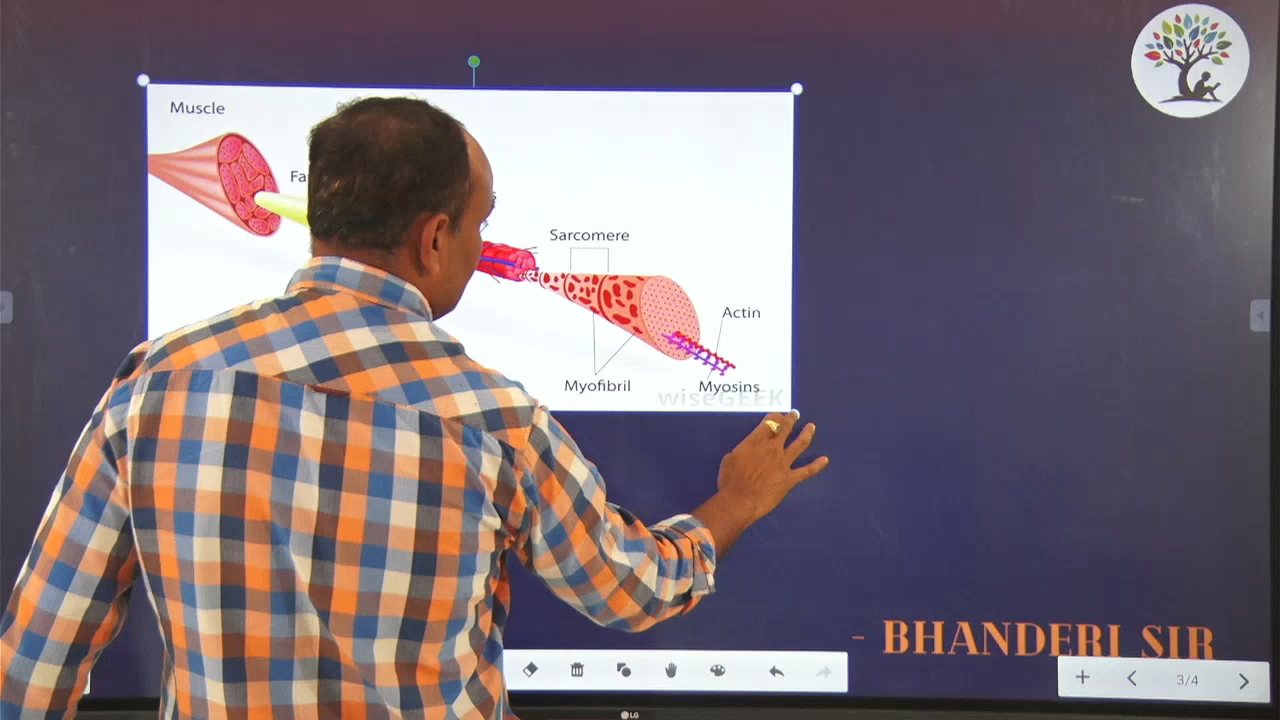 Muscle
Sarcomere
Actin
Myofibril
Myosins
wiseGEEK
- BHANDERI SIR
3/4
LG